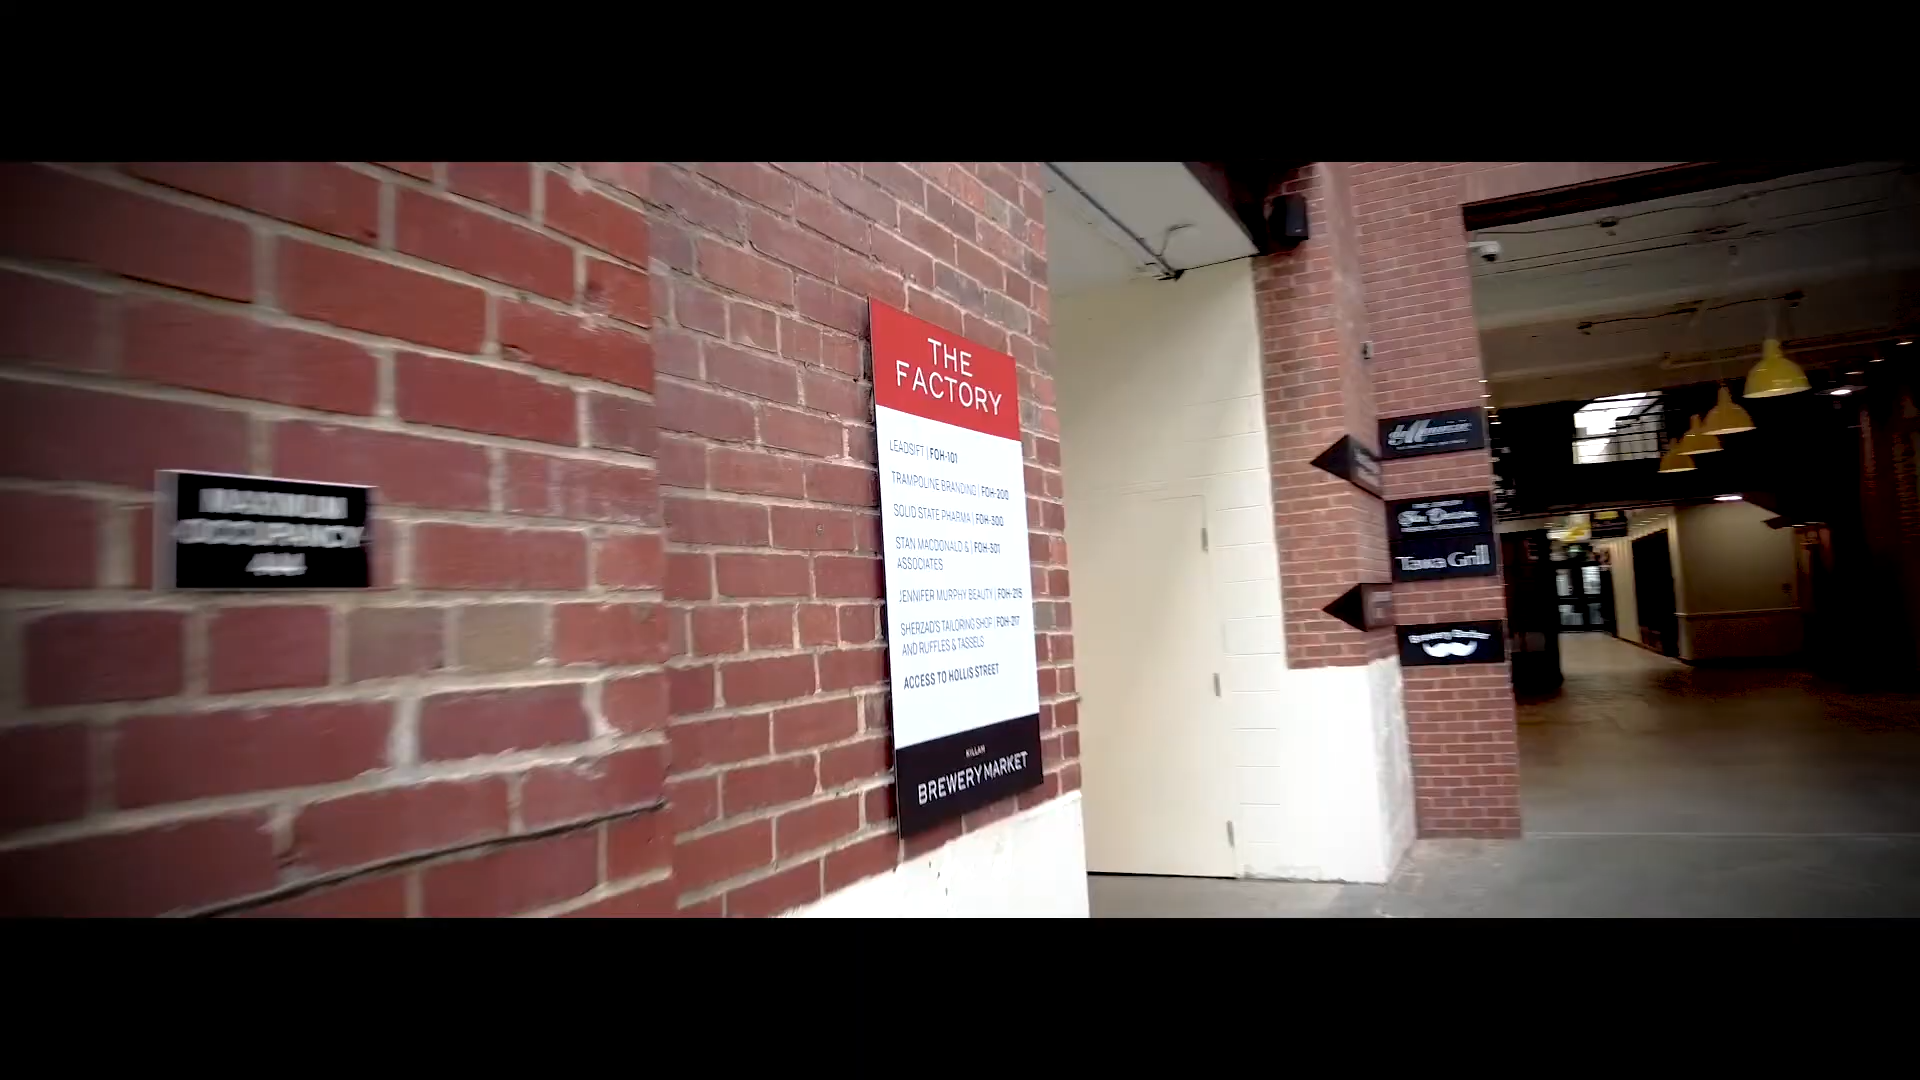 MAXIMUM
OCCUPANCY
THE
FACTORY
LEADSIFT | FOH-101
TRAMPOLINE BRANDING | FOH-200
SOLID STATE PHARMA | FOH-300
STAN MACDONALD & | FOH-301
ASSOCIATES
JENNIFER MURPHY BEAUTY | FOH-215
SHERZAD'S TAILORING SHOP | FOH-217
AND RUFFLES & TASSELS
ACCESS TO HOLLIS STREET
KILLAM
BREWERY MARKET
Tawa Grill